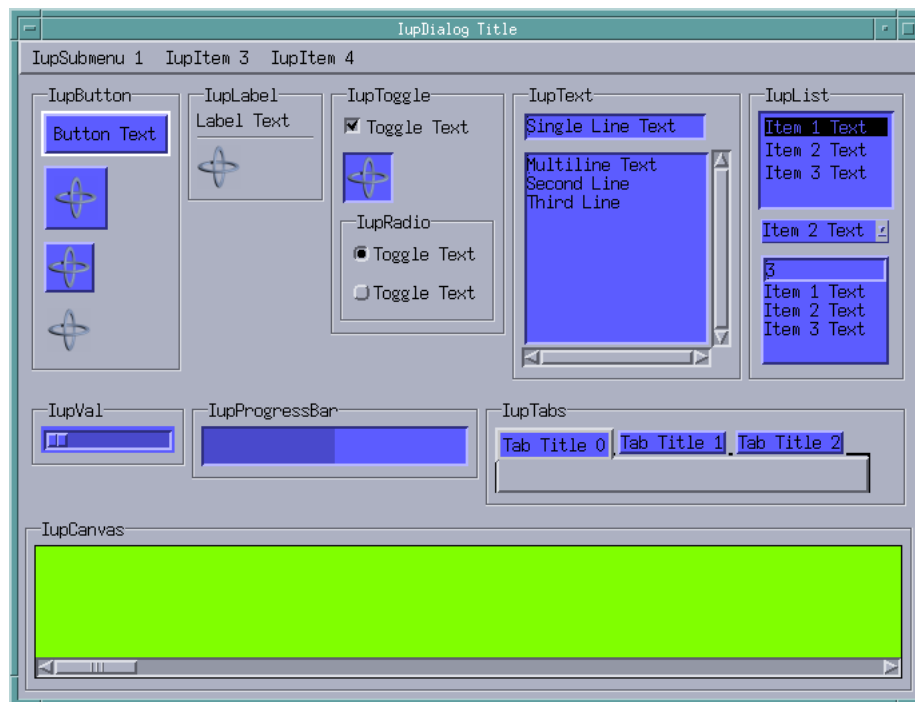 IupDialog Title
IupSubmenu 1 IupItem 3 IupItem 4
IupButton
Button Text
IupLabel
Label Text
IupToggle
Toggle Text
IupRadio
Toggle Text
Toggle Text
IupText
Single Line Text
Multiline Text
Second Line
Third Line
IupList
Item 1 Text
Item 2 Text
Item 3 Text
Item 2 Text
3
Item 1 Text
Item 2 Text
Item 3 Text
IupVal
IupProgressBar
IupTabs
Tab Title 0 Tab Title 1 Tab Title 2
IupCanvas